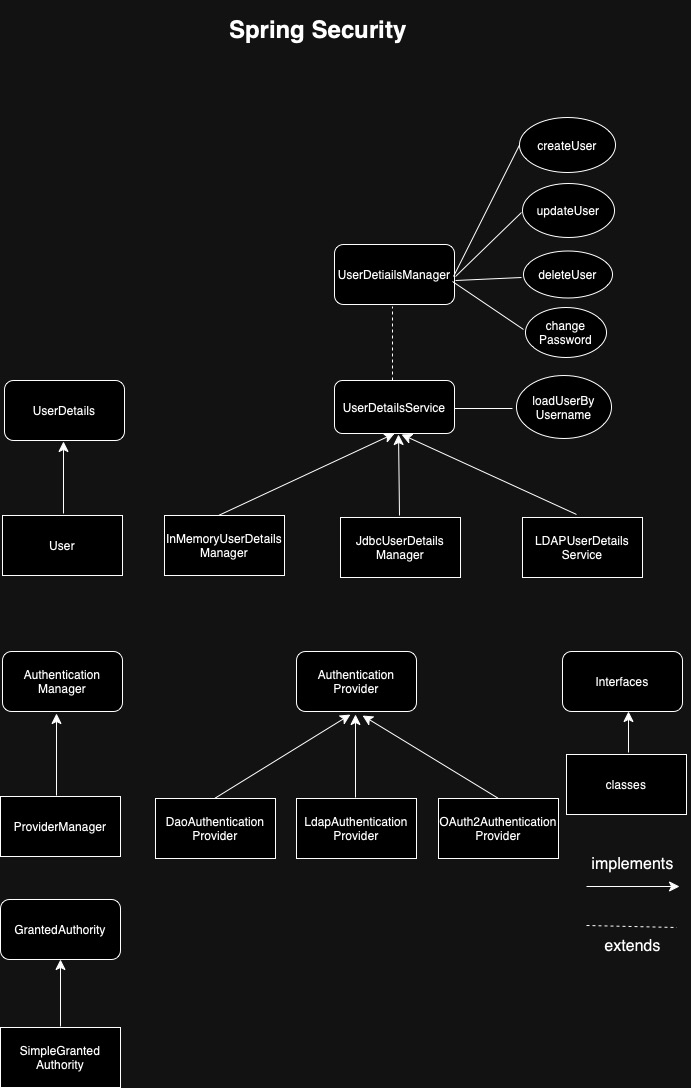 Spring Security
createUser
updateUser
UserDetiailsManager
deleteUser
change
Password
UserDetails
UserDetailsService
loadUserBy
Username
User
InMemoryUserDetails
Manager
JdbcUserDetails
Manager
LDAPUserDetails
Service
Authentication
Manager
Authentication
Provider
Interfaces
classes
ProviderManager
DaoAuthentication
Provider
LdapAuthentication
Provider
OAuth2Authentication
Provider
implements
GrantedAuthority
extends
SimpleGranted
Authority